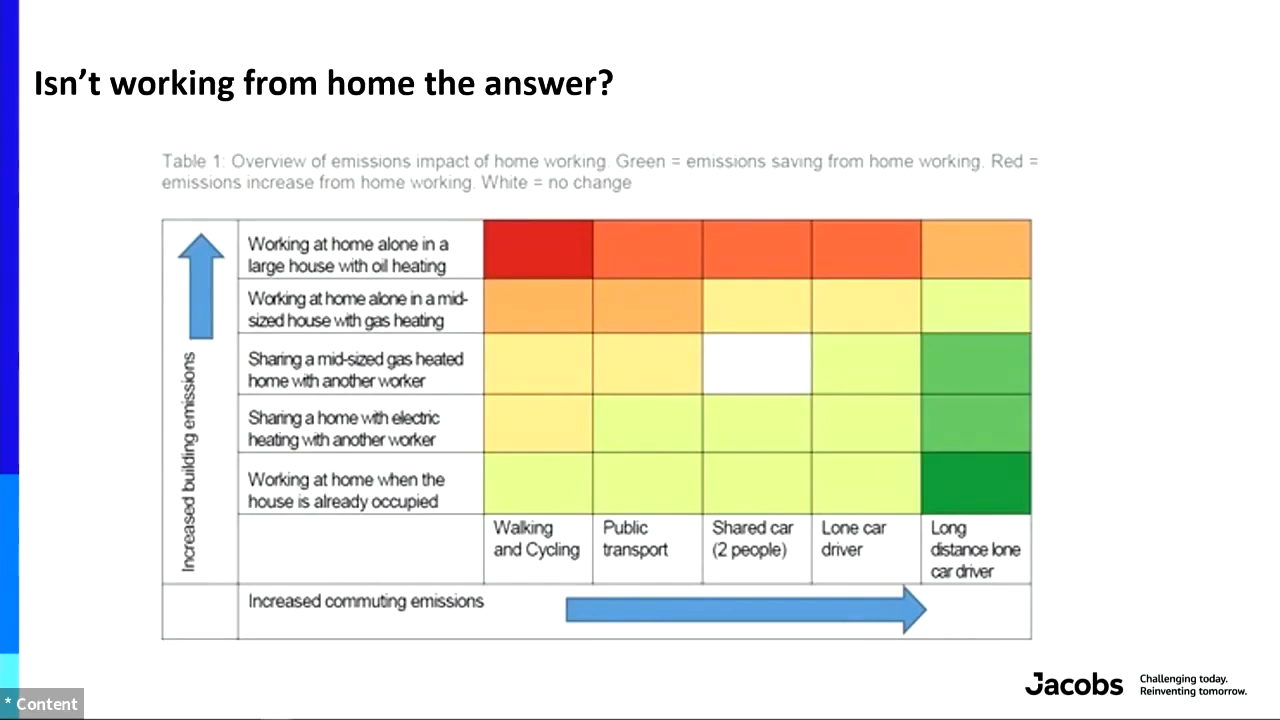 Isn't working from home the answer?
Table 1: Overview of emissions impact of home working. Green = emissions saving from home working. Red =
emissions increase from home working. White = no change
Increased building emissions
Working at home alone in a
large house with oil heating
Working at home alone in a mid-
sized house with gas heating
Sharing a mid-sized gas heated
home with another worker
Sharing a home with electric
heating with another worker
Working at home when the
house is already occupied
Walking
and Cycling
Public
transport
Shared car
(2 people)
Lone car
driver
Long
distance lone
car driver
Increased commuting emissions
Jacobs
Challenging today.
Reinventing tomorrow.
* Content